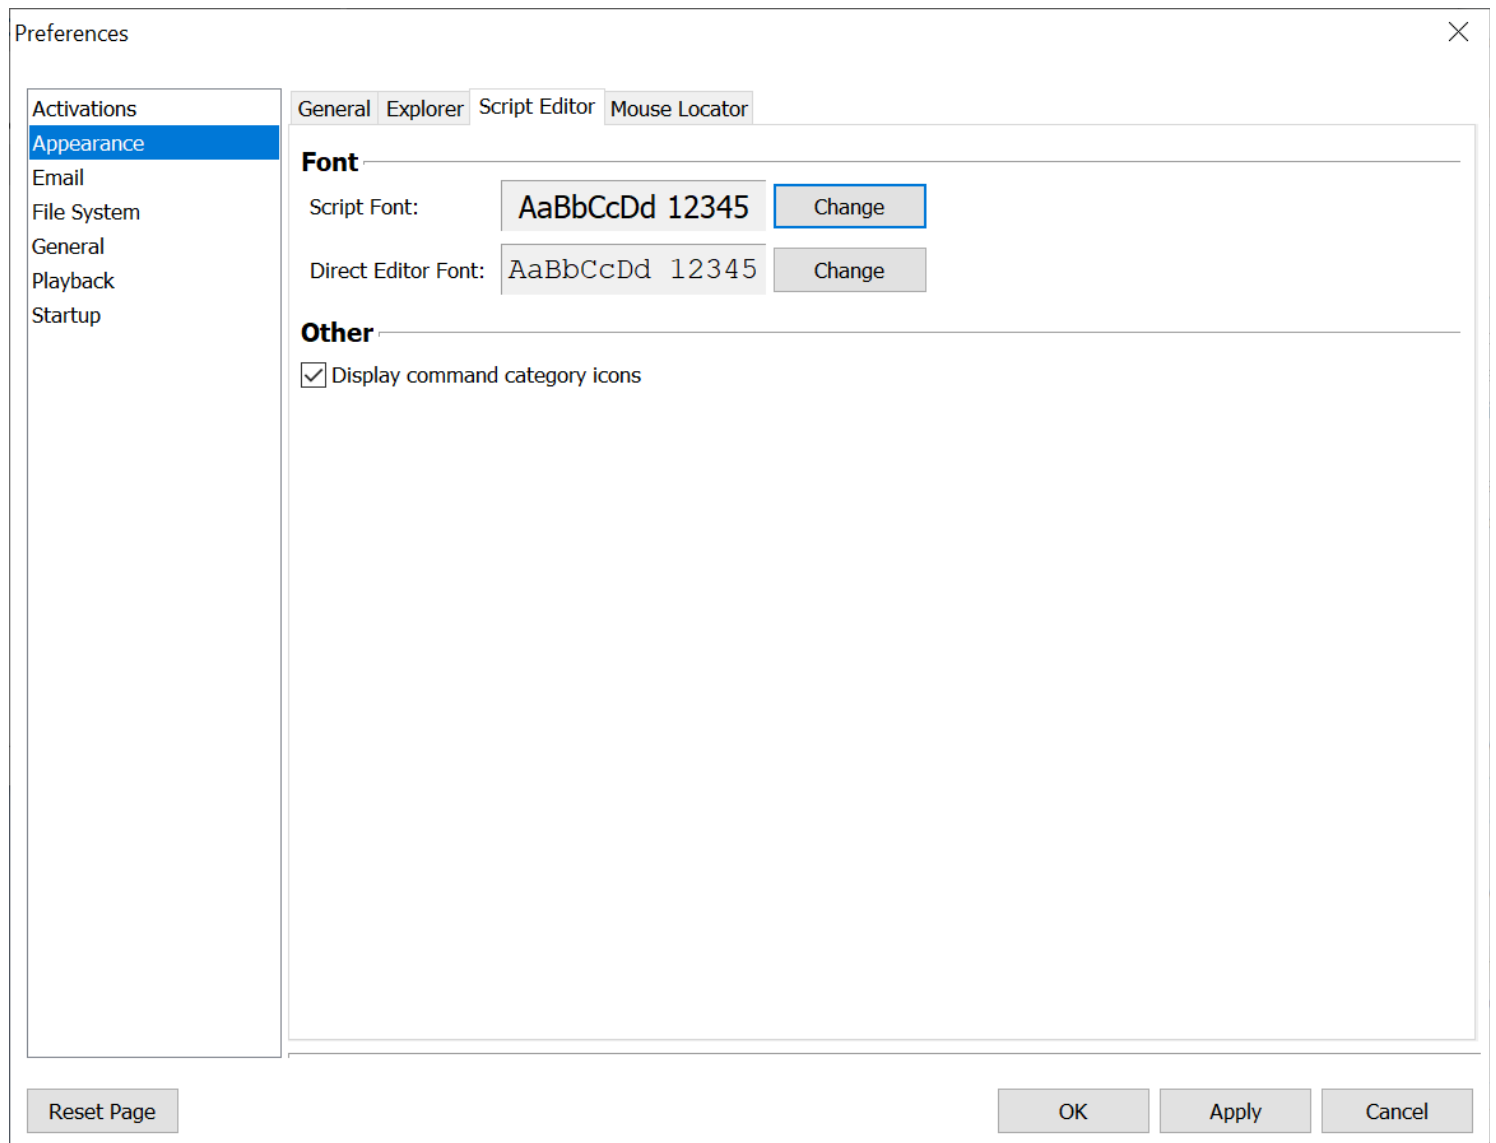 Preferences
Activations
Appearance
Email
File System
General
Playback
Startup
General Explorer Script Editor Mouse Locator
Font
Script Font: AaBbCcDd 12345 Change
Direct Editor Font: AaBbCcDd 12345 Change
Other
Display command category icons
Reset Page OK Apply Cancel